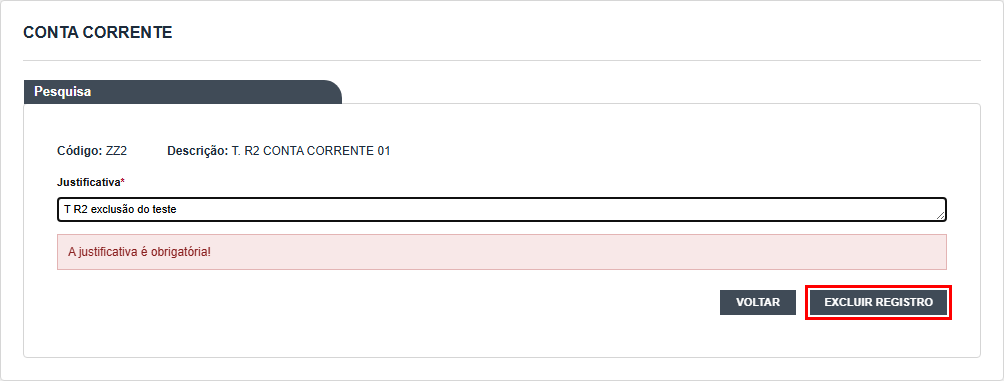 CONTA CORRENTE
Pesquisa
Código: ZZ2 Descrição: T. R2 CONTA CORRENTE 01
Justificativa*
T R2 exclusão do teste
A justificativa é obrigatória!
VOLTAR EXCLUIR REGISTRO